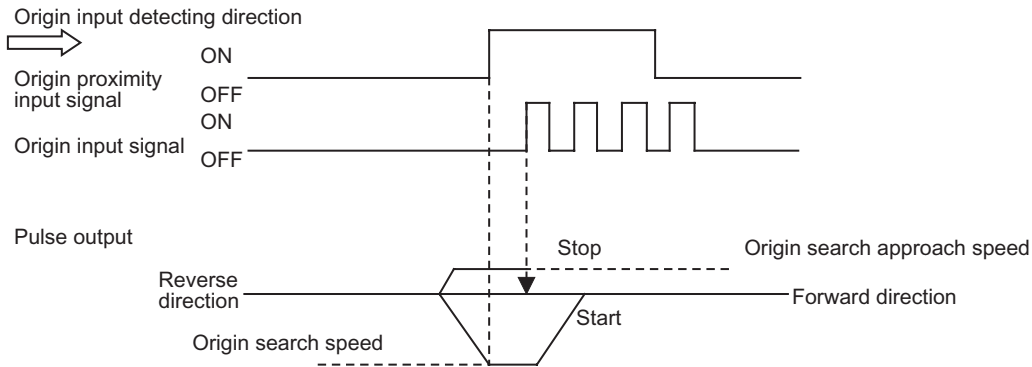 Origin input detecting direction
ON
Origin proximity
input signal
OFF
ON
Origin input signal
OFF
Pulse output
Stop
Origin search approach speed
Reverse
direction
Forward direction
Start
Origin search speed